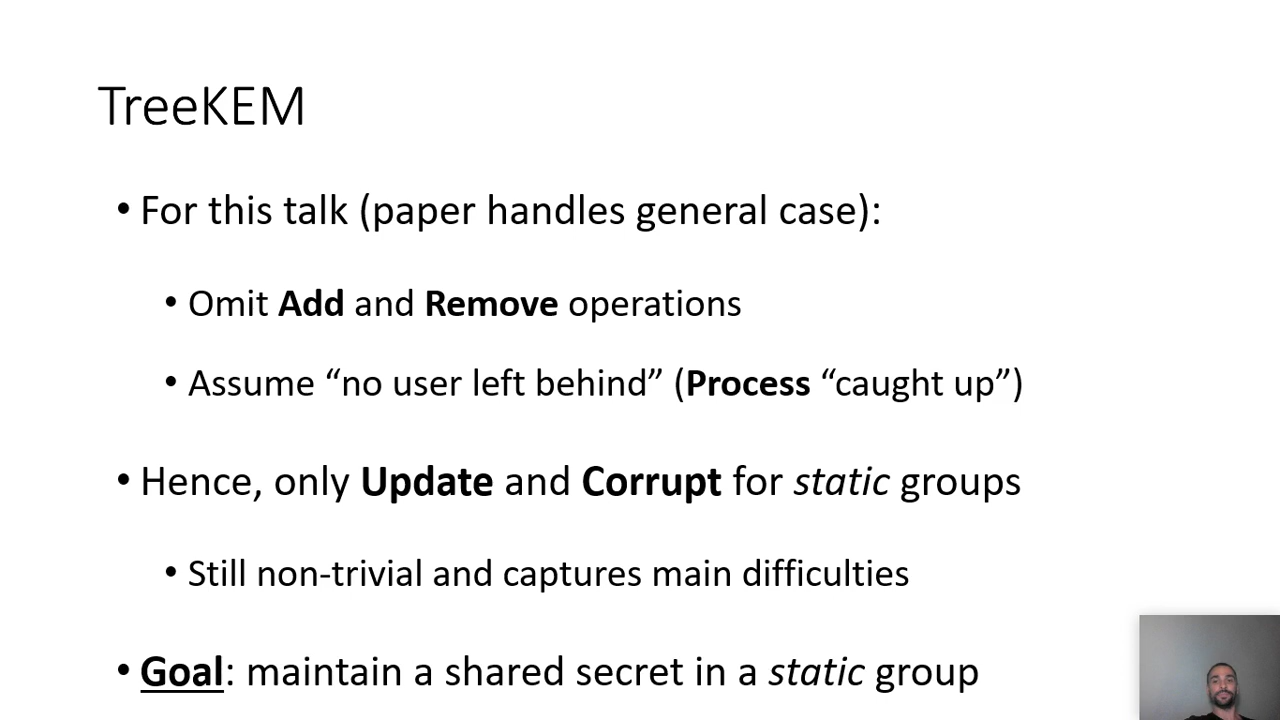 TreeKEM
• For this talk (paper handles general case):
• Omit Add and Remove operations
• Assume “no user left behind” (Process “caught up”)
• Hence, only Update and Corrupt for static groups
• Still non-trivial and captures main difficulties
• Goal: maintain a shared secret in a static group